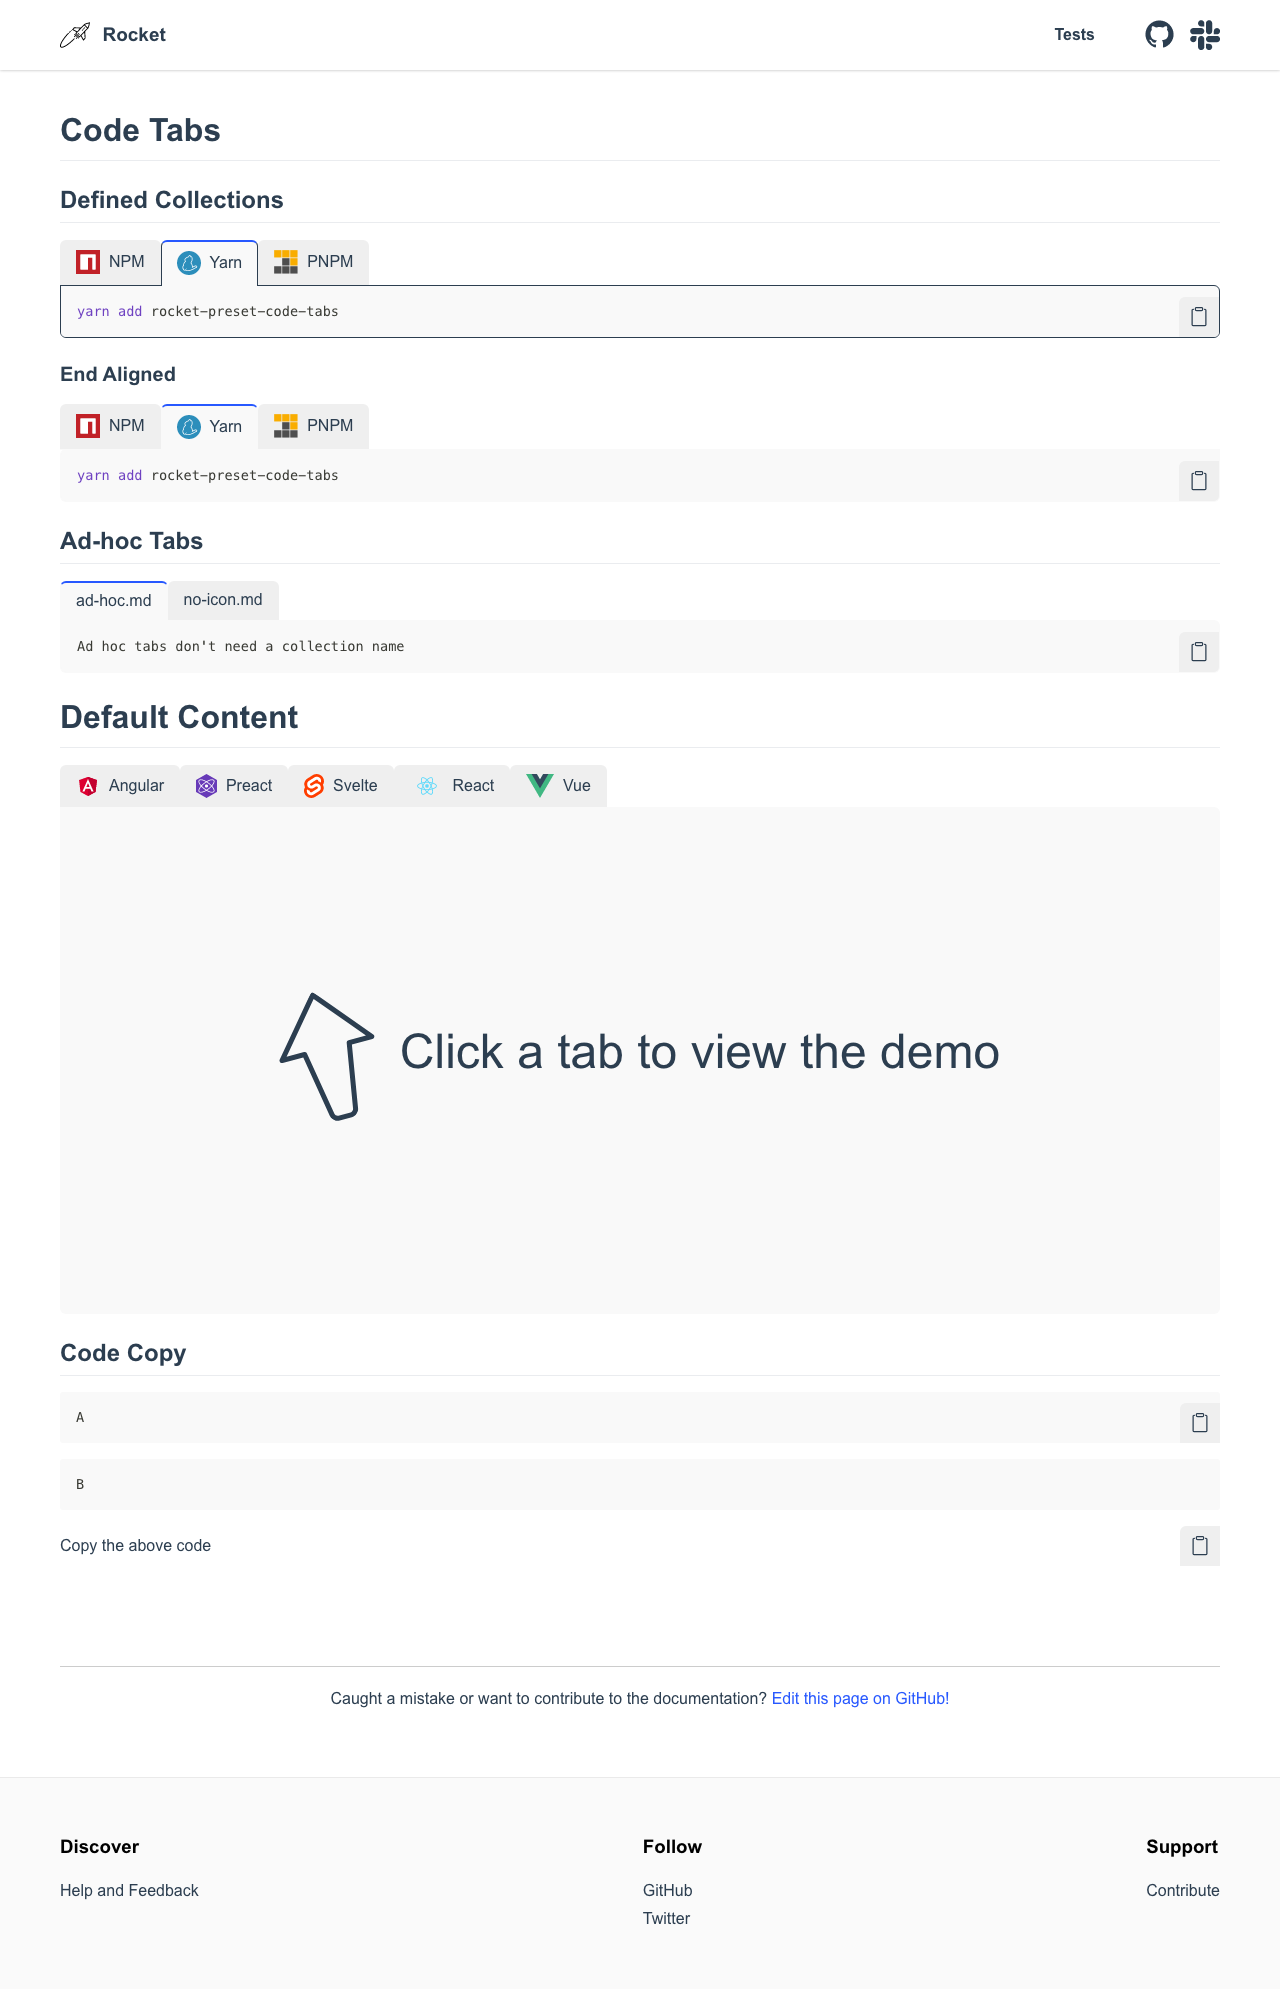 Rocket
Tests
Code Tabs
Defined Collections
NPM
Yarn
PNPM
yarn add rocket-preset-code-tabs
End Aligned
NPM
Yarn
PNPM
yarn add rocket-preset-code-tabs
Ad-hoc Tabs
ad-hoc.md
no-icon.md
Ad hoc tabs don't need a collection name
Default Content
Angular
Preact
Svelte
React
Vue
Click a tab to view the demo
Code Copy
A
B
Copy the above code
Caught a mistake or want to contribute to the documentation? Edit this page on GitHub!
Discover
Help and Feedback
Follow
GitHub
Twitter
Support
Contribute